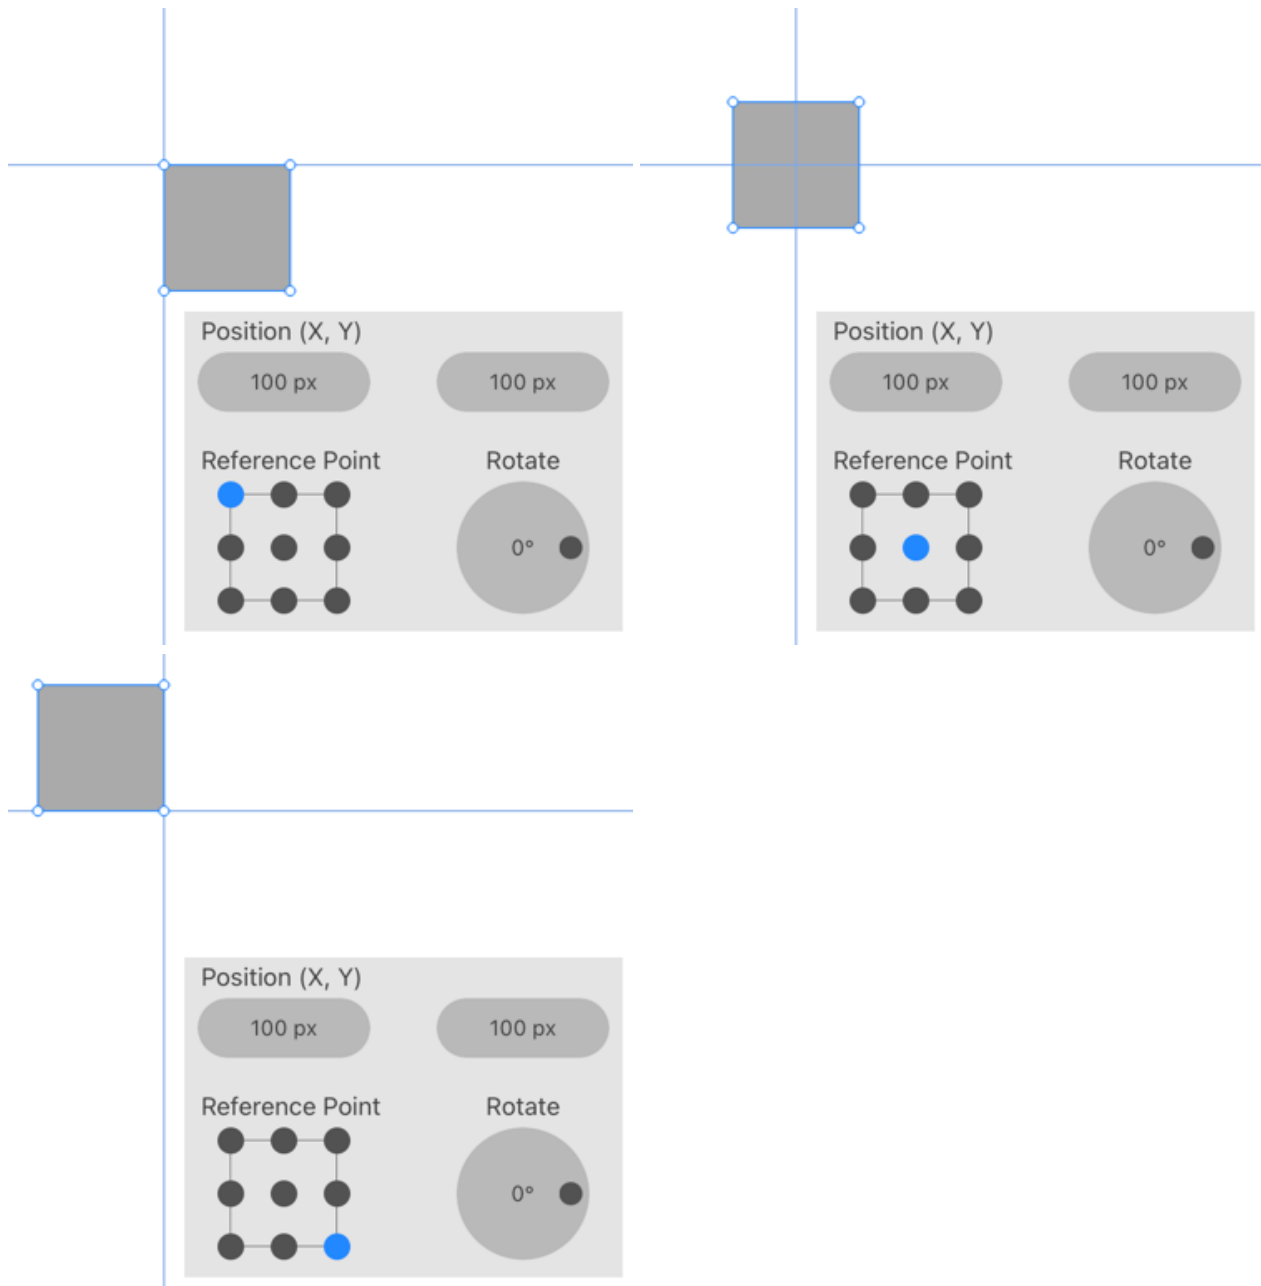 Position (X, Y)
100 px 100 px
Reference Point Rotate
0°
Position (X, Y)
100 px 100 px
Reference Point Rotate
0°
Position (X, Y)
100 px 100 px
Reference Point Rotate
0°